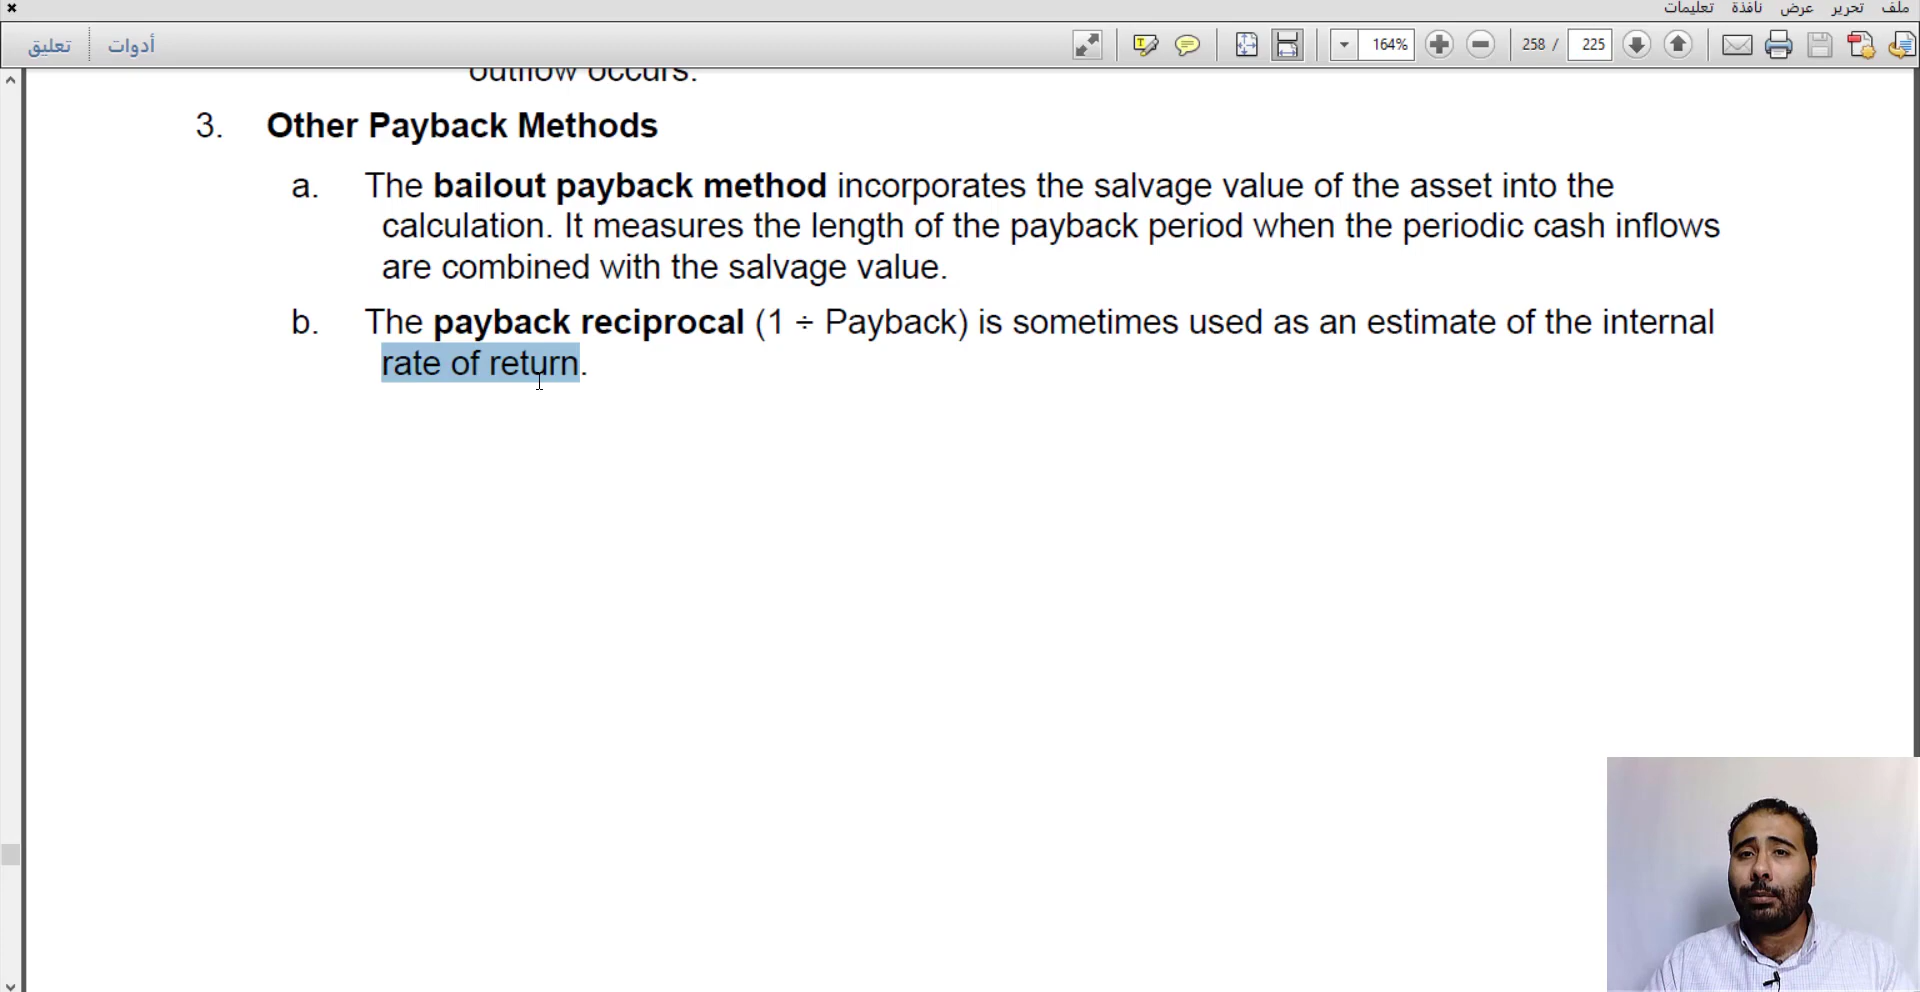 ملف تحرير عرض نافذة تعليمات
أدوات تعليق
164% 258 / 225
outflow occurs.
3. Other Payback Methods
a. The bailout payback method incorporates the salvage value of the asset into the
calculation. It measures the length of the payback period when the periodic cash inflows
are combined with the salvage value.
b. The payback reciprocal (1 ÷ Payback) is sometimes used as an estimate of the internal
rate of return.